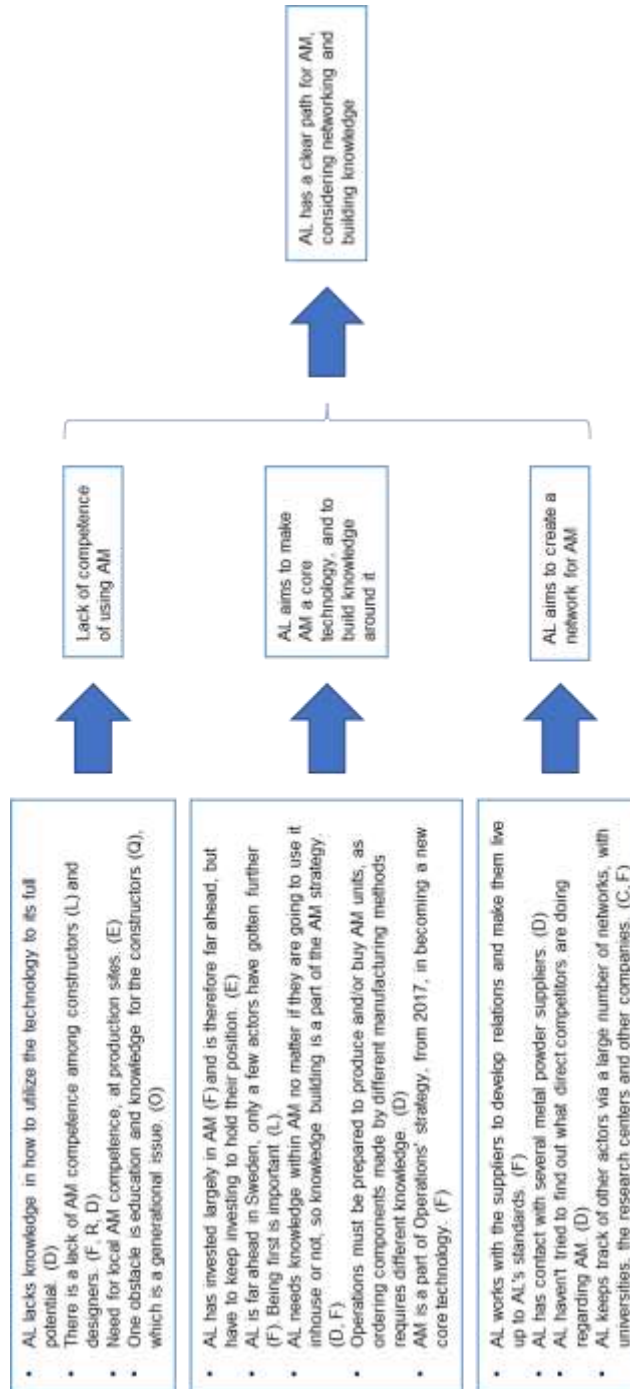 AL lacks knowledge in how to utilize the technology to its full
potential. (D)
There is a lack of AM competence among constructors (L) and
designers. (F, R, D)
Need for local AM competence, at production sites. (E)
One obstacle is education and knowledge for the constructors (Q),
which is a generational issue. (O)
AL has invested largely in AM (F) and is therefore far ahead, but
have to keep investing to hold their position. (E)
AL is far ahead in Sweden, only a few actors have gotten further
(F). Being first is important (L).
AL needs knowledge within AM no matter if they are going to use it
inhouse or not, so knowledge building is a part of the AM strategy.
(D, F)
Operations must be prepared to produce and/or buy AM units, as
ordering components made by different manufacturing methods
requires different knowledge. (D)
AM is a part of Operations' strategy, from 2017, in becoming a new
core technology. (F)
AL works with the suppliers to develop relations and make them live
up to AL's standards. (F)
AL has contact with several metal powder suppliers. (D)
AL haven't tried to find out what direct competitors are doing
regarding AM. (D)
AL keeps track of other actors via a large number of networks, with
universities, the research centers and other companies. (C, F)
Lack of competence
of using AM
AL aims to make
AM a core
technology, and to
build knowledge
around it
AL aims to create a
network for AM
AL has a clear path for AM,
considering networking and
building knowledge